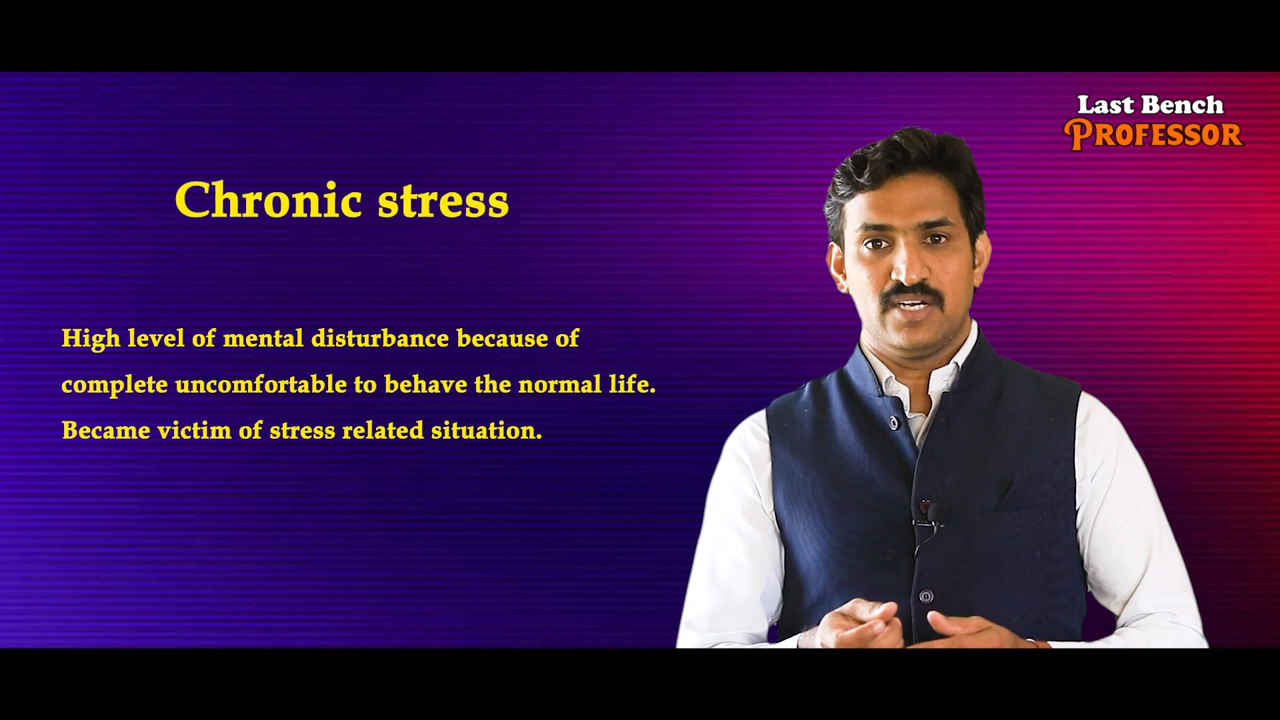 Last Bench
PROFESSOR
Chronic stress
High level of mental disturbance because of
complete uncomfortable to behave the normal life.
Became victim of stress related situation.